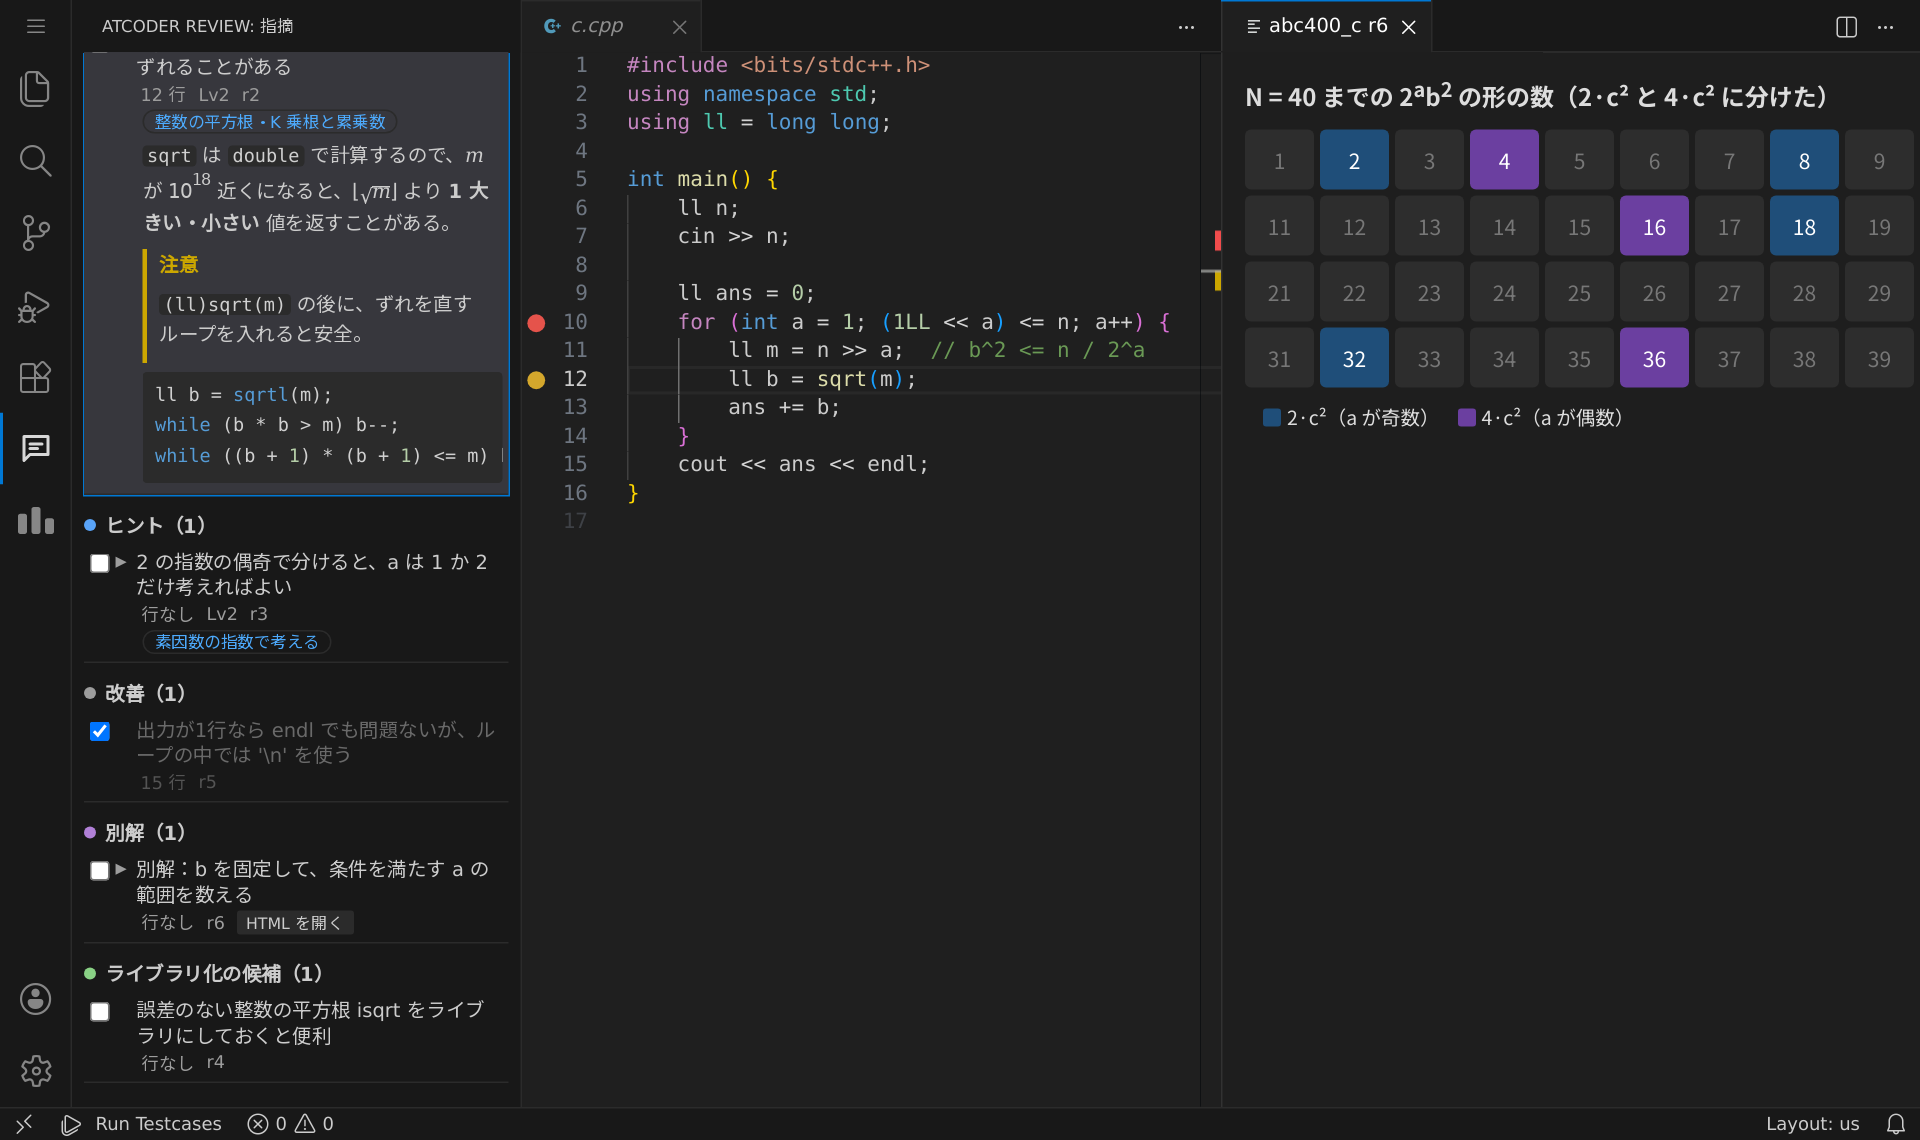 ATCODER REVIEW: 指摘
ずれることがある
12 行 Lv2 r2
整数の平方根・K 乗根と累乗数
sqrt は double で計算するので、m
が 10^18 近くになると、⌊√m⌋ より 1 大
きい・小さい 値を返すことがある。
注意
(ll)sqrt(m) の後に、ずれを直す
ループを入れると安全。
ll b = sqrtl(m);
while (b * b > m) b--;
while ((b + 1) * (b + 1) <= m)
ヒント（1）
2 の指数の偶奇で分けると、a は 1 か 2
だけ考えればよい
行なし Lv2 r3
素因数の指数で考える
改善（1）
出力が1行なら endl でも問題ないが、ル
ープの中では '\n' を使う
15 行 r5
別解（1）
別解：b を固定して、条件を満たす a の
範囲を数える
行なし r6 HTML を開く
ライブラリ化の候補（1）
誤差のない整数の平方根 isqrt をライブ
ラリにしておくと便利
行なし r4
c.cpp
1 #include <bits/stdc++.h>
2 using namespace std;
3 using ll = long long;
4
5 int main() {
6 ll n;
7 cin >> n;
8
9 ll ans = 0;
10 for (int a = 1; (1LL << a) <= n; a++) {
11 ll m = n >> a; // b^2 <= n / 2^a
12 ll b = sqrt(m);
13 ans += b;
14 }
15 cout << ans << endl;
16 }
17
abc400_c r6
N = 40 までの 2^a b^2 の形の数（2·c² と 4·c² に分けた）
1 2 3 4 5 6 7 8 9
11 12 13 14 15 16 17 18 19
21 22 23 24 25 26 27 28 29
31 32 33 34 35 36 37 38 39
2·c²（a が奇数） 4·c²（a が偶数）
Run Testcases 0 0
Layout: us